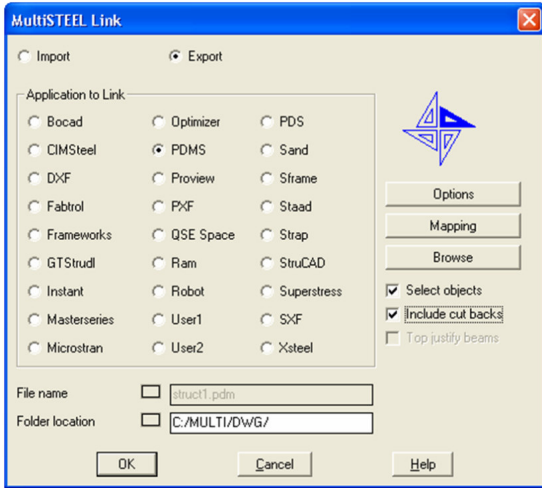 MultiSTEEL Link
Import Export
Application to Link
Bocad Optimizer PDS
CIMSteel PDMS Sand
DXF Proview Sframe
Fabtrol PXF Staad
Frameworks QSE Space Strap
GTStrudl Ram StruCAD
Instant Robot Superstress
Masterseries User1 SXF
Microstran User2 Xsteel
Options
Mapping
Browse
Select objects
Include cut backs
Top justify beams
File name struct1.pdm
Folder location C:/MULTI/DWG/
OK Cancel Help